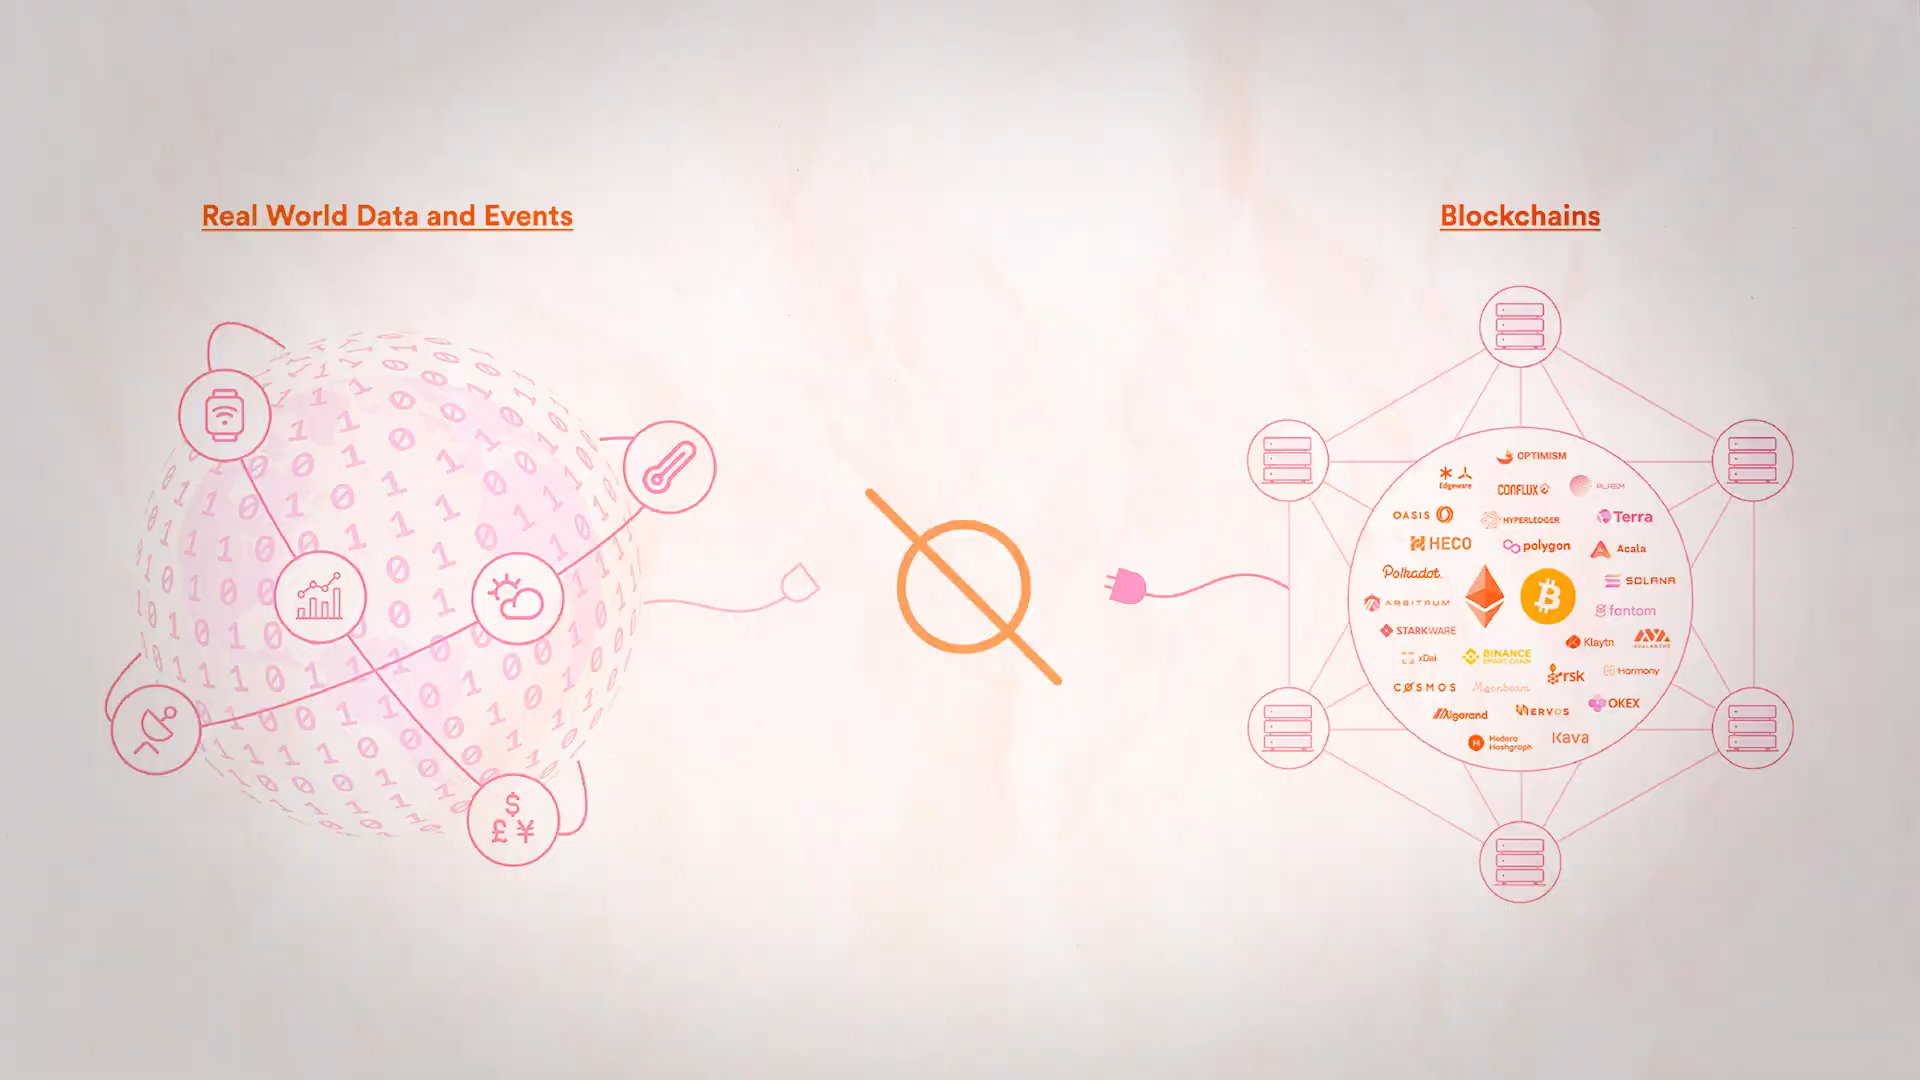 Real World Data and Events
Blockchains
OPTIMISM
Edgeware
CONFLUX
OASIS
HYPERLEDGER
Terra
HECO
polygon
Acala
Polkadot.
SOLANA
ARBITRUM
fantom
STARKWARE
Klaytn
AVALANCHE
xDai
BINANCE
SMART CHAIN
rsk
Harmony
COSMOS
Moonbeam
Algorand
NERVOS
OKEX
Hedera
Hashgraph
Kava
$
£ ¥